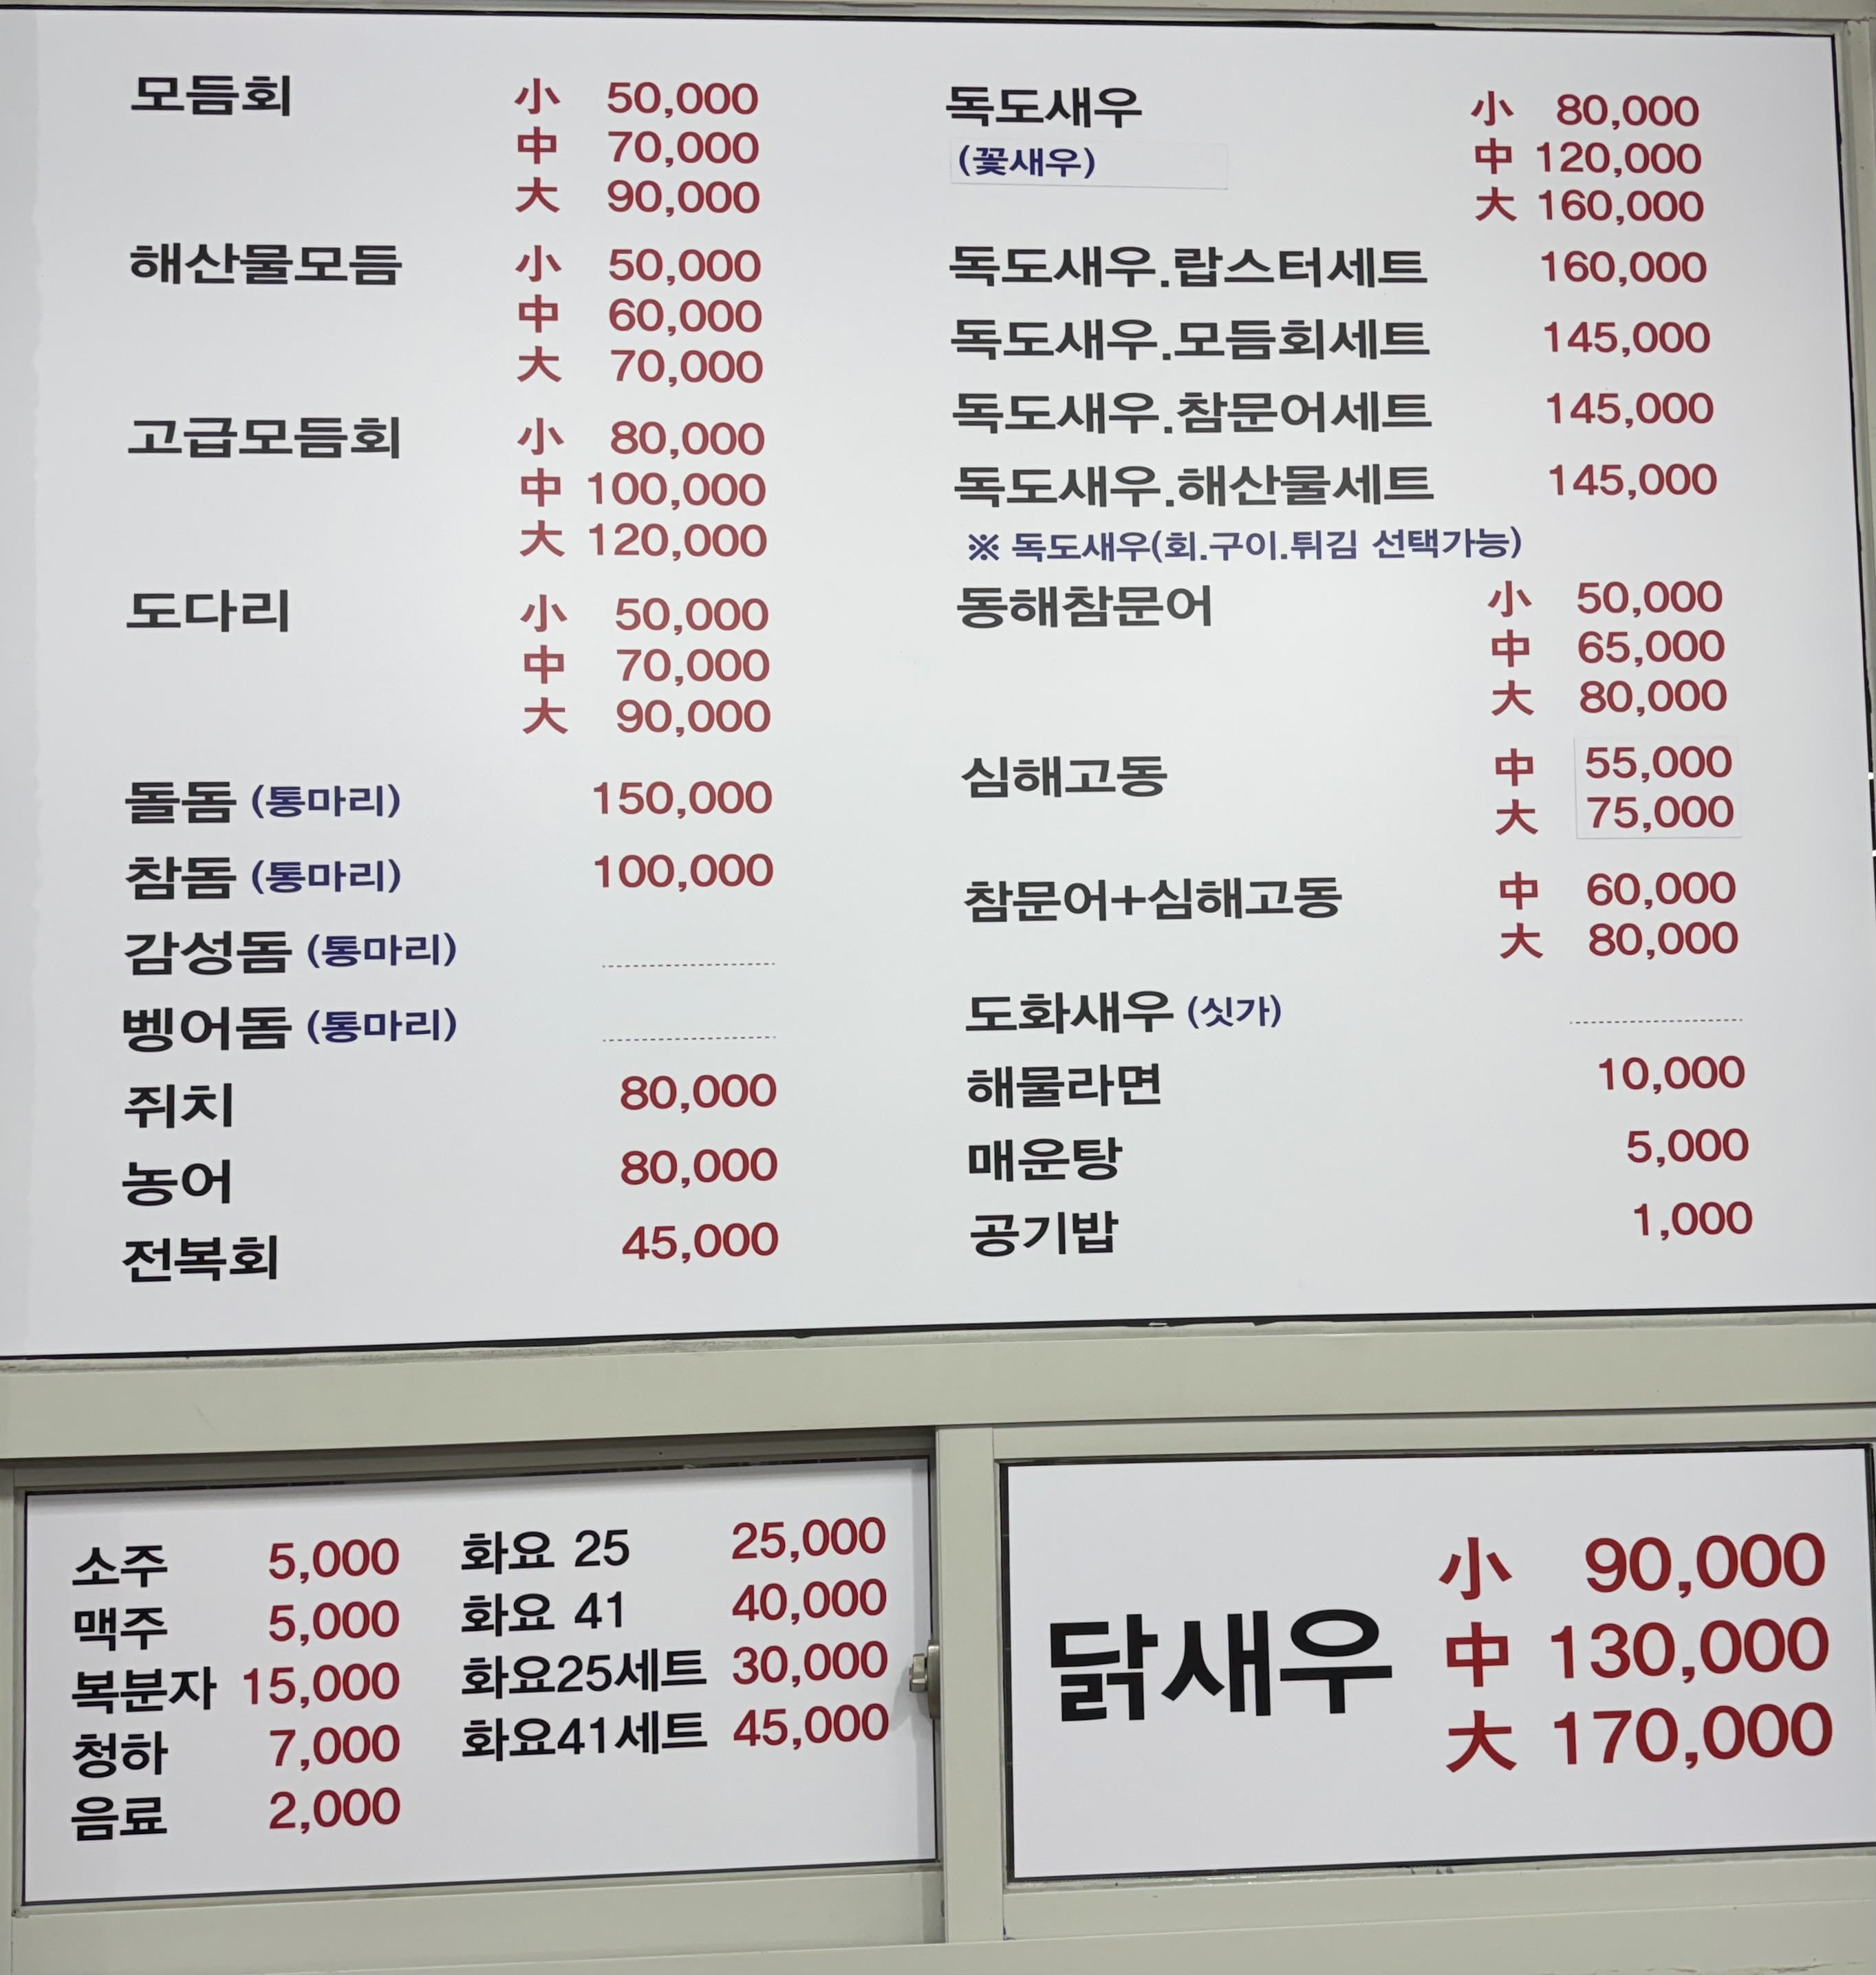 모듬회 小 50,000
中 70,000
大 90,000
해산물모듬 小 50,000
中 60,000
大 70,000
고급모듬회 小 80,000
中 100,000
大 120,000
도다리 小 50,000
中 70,000
大 90,000
돌돔 (통마리) 150,000
참돔 (통마리) 100,000
감성돔 (통마리)
벵어돔 (통마리)
쥐치 80,000
농어 80,000
전복회 45,000
독도새우 小 80,000
(꽃새우) 中 120,000
大 160,000
독도새우.랍스터세트 160,000
독도새우.모듬회세트 145,000
독도새우.참문어세트 145,000
독도새우.해산물세트 145,000
※ 독도새우(회.구이.튀김 선택가능)
동해참문어 小 50,000
中 65,000
大 80,000
심해고동 中 55,000
大 75,000
참문어+심해고동 中 60,000
大 80,000
도화새우 (싯가)
해물라면 10,000
매운탕 5,000
공기밥 1,000
소주 5,000
맥주 5,000
복분자 15,000
청하 7,000
음료 2,000
화요 25 25,000
화요 41 40,000
화요25세트 30,000
화요41세트 45,000
닭새우 小 90,000
中 130,000
大 170,000